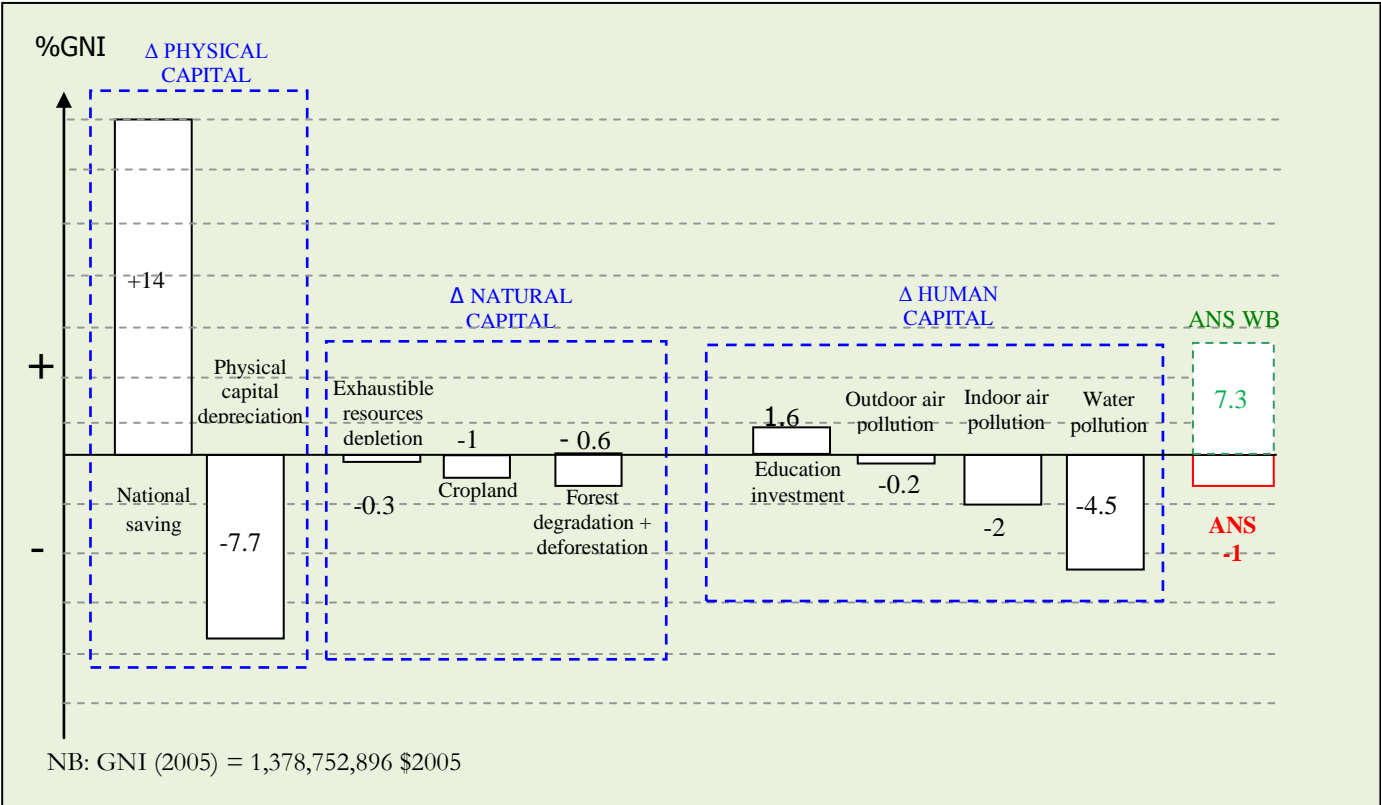 %GNI
Δ PHYSICAL
CAPITAL
+14
Physical
capital
depreciation
National
saving
-7.7
+
-
Δ NATURAL
CAPITAL
Exhaustible
resources
depletion
-0.3
-1
Cropland
- 0.6
Forest
degradation +
deforestation
Δ HUMAN
CAPITAL
1.6
Education
investment
Outdoor air
pollution
-0.2
Indoor air
pollution
-2
Water
pollution
-4.5
ANS WB
7.3
ANS
-1
NB: GNI (2005) = 1,378,752,896 $2005